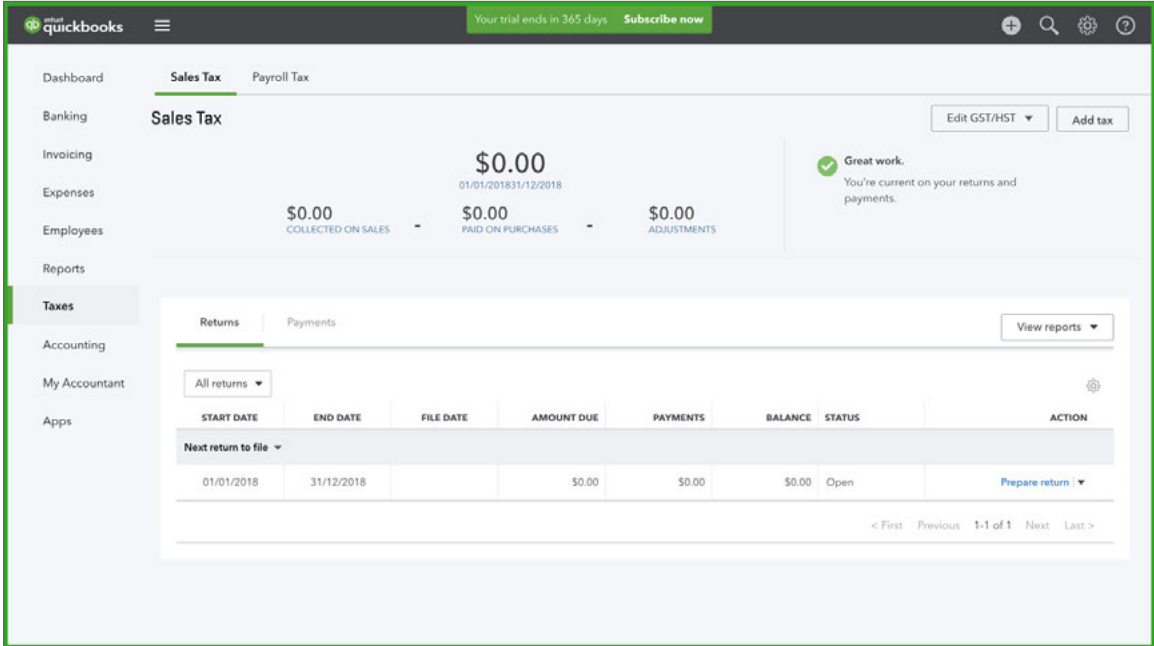 intuit
quickbooks
Your trial ends in 365 days Subscribe now
Dashboard
Banking
Invoicing
Expenses
Employees
Reports
Taxes
Accounting
My Accountant
Apps
Sales Tax Payroll Tax
Sales Tax
Edit GST/HST Add tax
$0.00
01/01/201831/12/2018
$0.00 - $0.00 - $0.00
COLLECTED ON SALES PAID ON PURCHASES ADJUSTMENTS
Great work.
You're current on your returns and
payments.
Returns Payments
View reports
All returns
START DATE END DATE FILE DATE AMOUNT DUE PAYMENTS BALANCE STATUS ACTION
Next return to file
01/01/2018 31/12/2018 $0.00 $0.00 $0.00 Open Prepare return
< First Previous 1-1 of 1 Next Last >